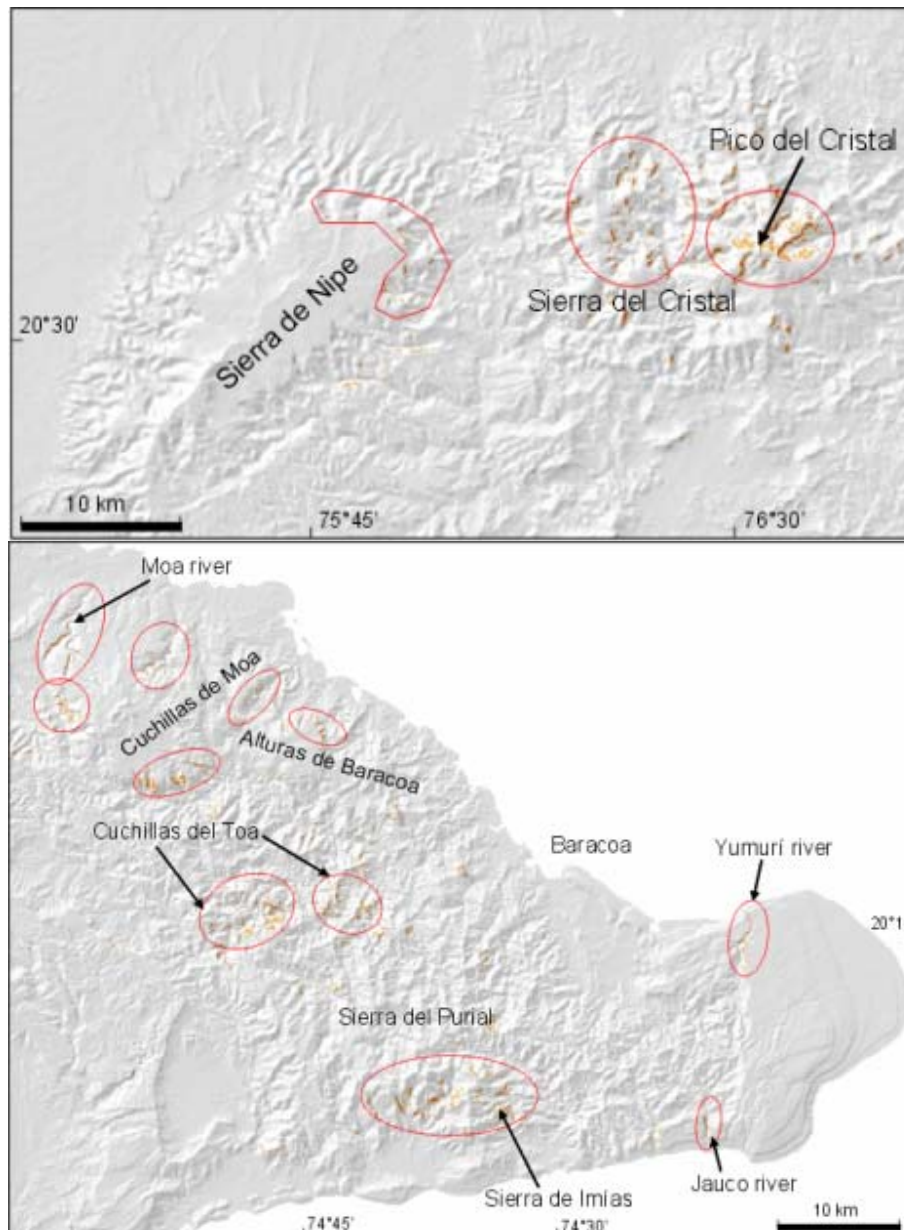 Pico del Cristal
Sierra de Nipe
Sierra del Cristal
20°30'
10 km
75°45'
76°30'
Moa river
Cuchillas de Moa
Alturas de Baracoa
Cuchillas del Toa
Baracoa
Yumurí river
20°1
Sierra del Purial
Sierra de Imías
Jauco river
74°45'
74°30'
10 km